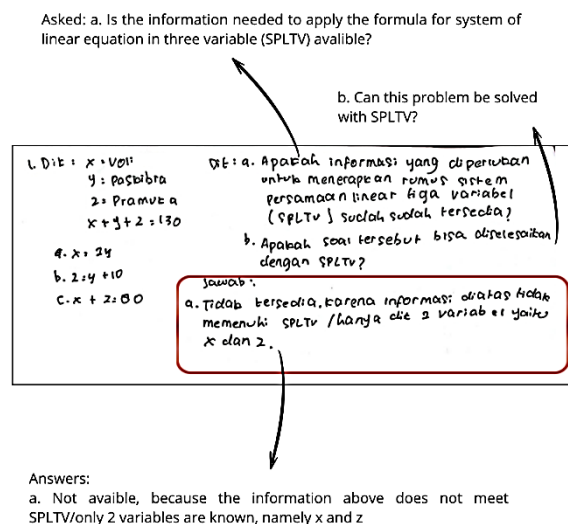 Asked: a. Is the information needed to apply the formula for system of
linear equation in three variable (SPLTV) avalible?
b. Can this problem be solved
with SPLTV?
1. Dik : x = Voli
y : Paskibra
z = Pramuka
x + y + z = 130
a. x = 2y
b. z = y + 10
c. x + z = 80
Dit : a. Apakah informasi yang diperlukan
untuk menerapkan rumus sistem
persamaan linear tiga variabel
(SPLTV) sudah sudah tersedia?
b. Apakah soal tersebut bisa diselesaikan
dengan SPLTV?
Jawab :
a. Tidak tersedia, karena informasi diatas tidak
memenuhi SPLTV / hanya dik 2 variabel yaitu
x dan z.
Answers:
a. Not avaible, because the information above does not meet
SPLTV/only 2 variables are known, namely x and z